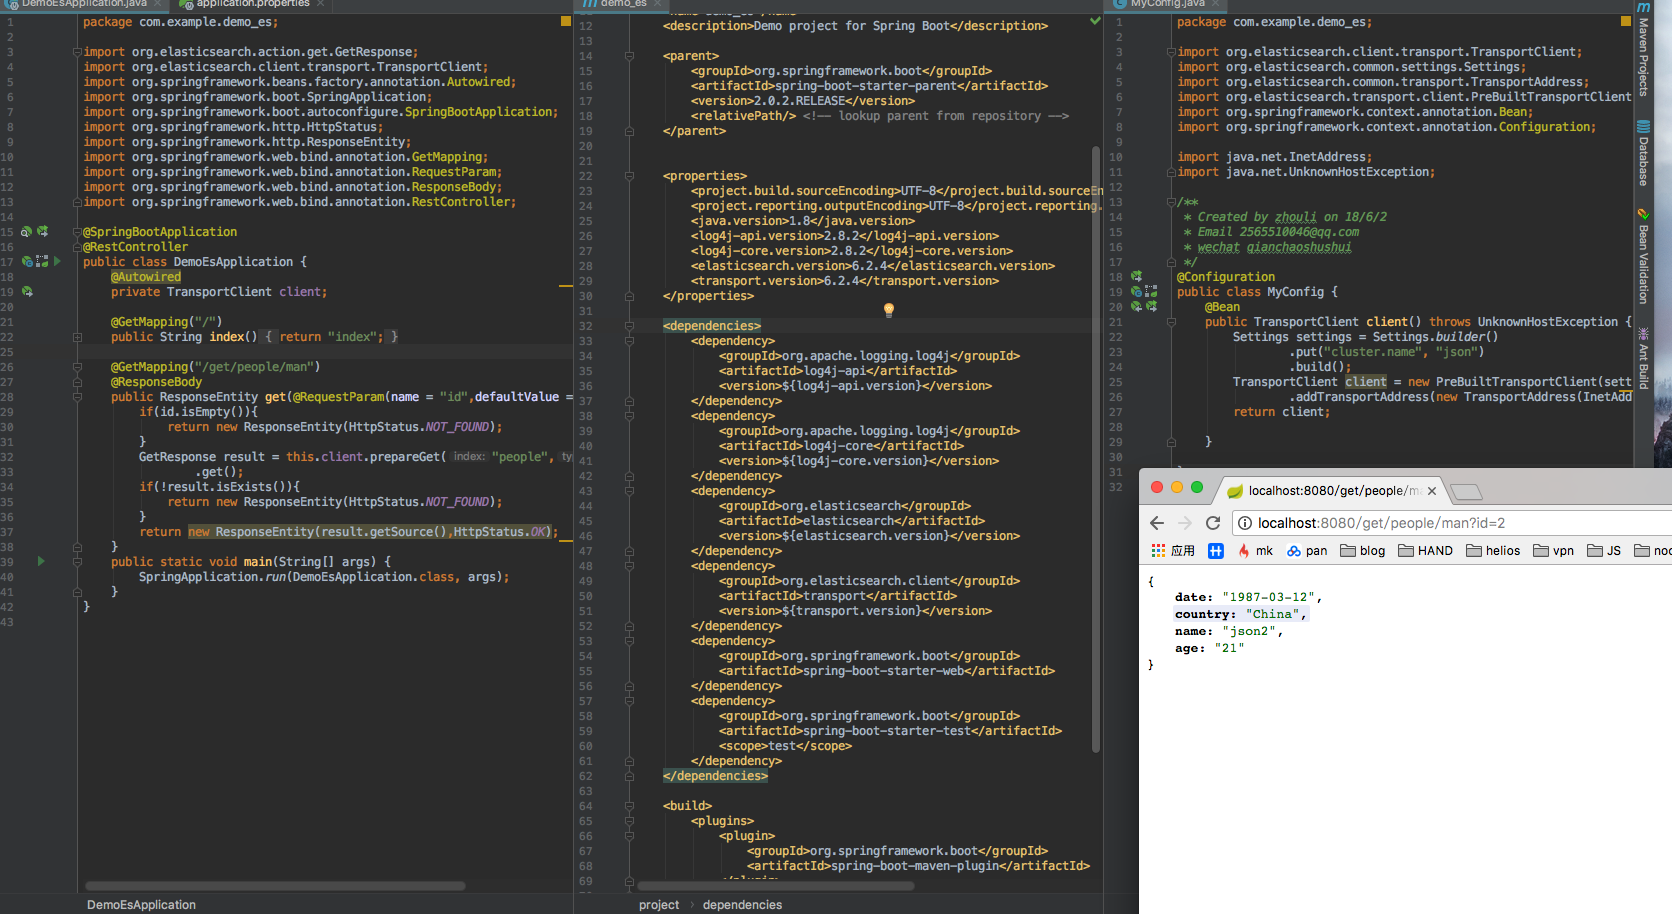 DemoEsApplication.java
application.properties
1 package com.example.demo_es;
2
3 import org.elasticsearch.action.get.GetResponse;
4 import org.elasticsearch.client.transport.TransportClient;
5 import org.springframework.beans.factory.annotation.Autowired;
6 import org.springframework.boot.SpringApplication;
7 import org.springframework.boot.autoconfigure.SpringBootApplication;
8 import org.springframework.http.HttpStatus;
9 import org.springframework.http.ResponseEntity;
10 import org.springframework.web.bind.annotation.GetMapping;
11 import org.springframework.web.bind.annotation.RequestParam;
12 import org.springframework.web.bind.annotation.ResponseBody;
13 import org.springframework.web.bind.annotation.RestController;
14
15 @SpringBootApplication
16 @RestController
17 public class DemoEsApplication {
18 @Autowired
19 private TransportClient client;
20
21 @GetMapping("/")
22 public String index() { return "index"; }
25
26 @GetMapping("/get/people/man")
27 @ResponseBody
28 public ResponseEntity get(@RequestParam(name = "id",defaultValue =
29 if(id.isEmpty()){
30 return new ResponseEntity(HttpStatus.NOT_FOUND);
31 }
32 GetResponse result = this.client.prepareGet( index: "people", ty
33 .get();
34 if(!result.isExists()){
35 return new ResponseEntity(HttpStatus.NOT_FOUND);
36 }
37 return new ResponseEntity(result.getSource(),HttpStatus.OK);
38 }
39 public static void main(String[] args) {
40 SpringApplication.run(DemoEsApplication.class, args);
41 }
42 }
43
DemoEsApplication
demo_es
12 <description>Demo project for Spring Boot</description>
13
14 <parent>
15 <groupId>org.springframework.boot</groupId>
16 <artifactId>spring-boot-starter-parent</artifactId>
17 <version>2.0.2.RELEASE</version>
18 <relativePath/> <!-- lookup parent from repository -->
19 </parent>
20
21
22 <properties>
23 <project.build.sourceEncoding>UTF-8</project.build.sourceEn
24 <project.reporting.outputEncoding>UTF-8</project.reporting.
25 <java.version>1.8</java.version>
26 <log4j-api.version>2.8.2</log4j-api.version>
27 <log4j-core.version>2.8.2</log4j-core.version>
28 <elasticsearch.version>6.2.4</elasticsearch.version>
29 <transport.version>6.2.4</transport.version>
30 </properties>
31
32 <dependencies>
33 <dependency>
34 <groupId>org.apache.logging.log4j</groupId>
35 <artifactId>log4j-api</artifactId>
36 <version>${log4j-api.version}</version>
37 </dependency>
38 <dependency>
39 <groupId>org.apache.logging.log4j</groupId>
40 <artifactId>log4j-core</artifactId>
41 <version>${log4j-core.version}</version>
42 </dependency>
43 <dependency>
44 <groupId>org.elasticsearch</groupId>
45 <artifactId>elasticsearch</artifactId>
46 <version>${elasticsearch.version}</version>
47 </dependency>
48 <dependency>
49 <groupId>org.elasticsearch.client</groupId>
50 <artifactId>transport</artifactId>
51 <version>${transport.version}</version>
52 </dependency>
53 <dependency>
54 <groupId>org.springframework.boot</groupId>
55 <artifactId>spring-boot-starter-web</artifactId>
56 </dependency>
57 <dependency>
58 <groupId>org.springframework.boot</groupId>
59 <artifactId>spring-boot-starter-test</artifactId>
60 <scope>test</scope>
61 </dependency>
62 </dependencies>
63
64 <build>
65 <plugins>
66 <plugin>
67 <groupId>org.springframework.boot</groupId>
68 <artifactId>spring-boot-maven-plugin</artifactId>
69 </plugin>
project › dependencies
MyConfig.java
1 package com.example.demo_es;
2
3 import org.elasticsearch.client.transport.TransportClient;
4 import org.elasticsearch.common.settings.Settings;
5 import org.elasticsearch.common.transport.TransportAddress;
6 import org.elasticsearch.transport.client.PreBuiltTransportClient
7 import org.springframework.context.annotation.Bean;
8 import org.springframework.context.annotation.Configuration;
9
10 import java.net.InetAddress;
11 import java.net.UnknownHostException;
12
13 /**
14 * Created by zhouli on 18/6/2
15 * Email 2565510046@qq.com
16 * wechat qianchaoshushui
17 */
18 @Configuration
19 public class MyConfig {
20 @Bean
21 public TransportClient client() throws UnknownHostException {
22 Settings settings = Settings.builder()
23 .put("cluster.name", "json")
24 .build();
25 TransportClient client = new PreBuiltTransportClient(sett
26 .addTransportAddress(new TransportAddress(InetAdd
27 return client;
28
29 }
30
31 }
32
Maven Projects
Database
Bean Validation
Ant Build
localhost:8080/get/people/ma
localhost:8080/get/people/man?id=2
应用
mk
pan
blog
HAND
helios
vpn
JS
noc
{
date: "1987-03-12",
country: "China",
name: "json2",
age: "21"
}